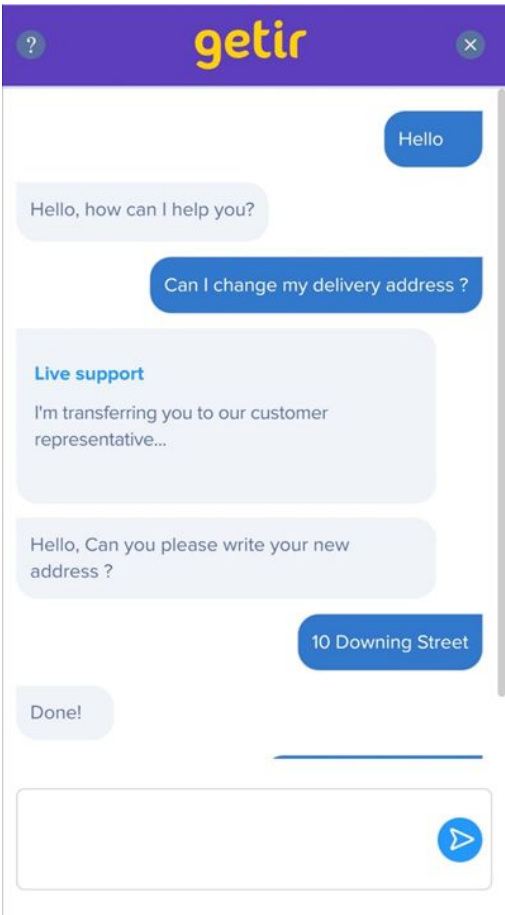 ?
getir
Hello
Hello, how can I help you?
Can I change my delivery address ?
Live support
I'm transferring you to our customer
representative...
Hello, Can you please write your new
address ?
10 Downing Street
Done!